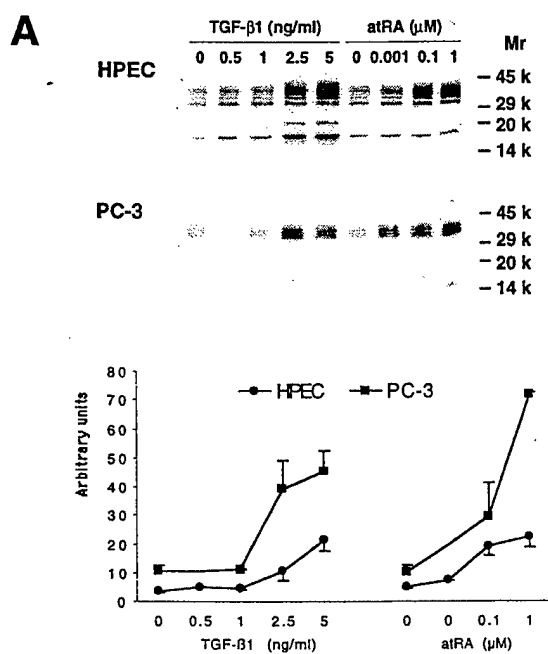 A
TGF-β1 (ng/ml) atRA (μM)
Mr
0 0.5 1 2.5 5 0 0.001 0.1 1
HPEC
– 45 k
– 29 k
– 20 k
– 14 k
PC-3
– 45 k
– 29 k
– 20 k
– 14 k
80
70
60
50
40
30
20
10
0
Arbitrary units
HPEC PC-3
0 0.5 1 2.5 5 0 0 0.1 1
TGF-ß1 (ng/ml) atRA (μM)